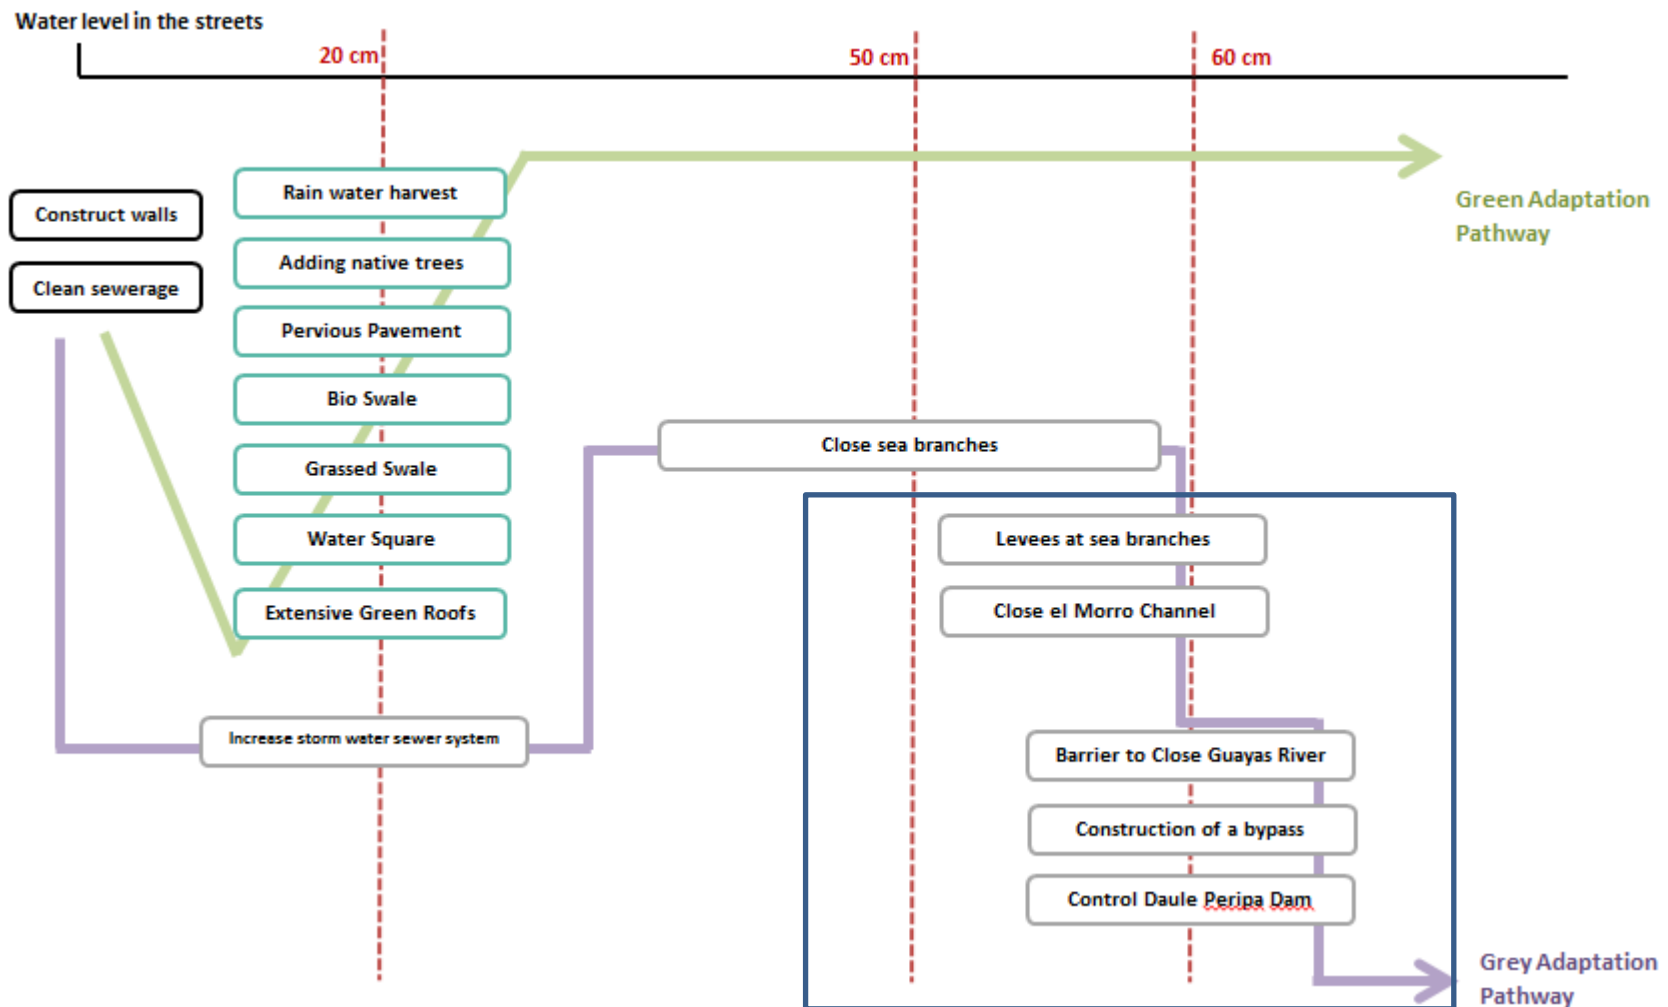 Water level in the streets
20 cm
50 cm
60 cm
Construct walls
Clean sewerage
Rain water harvest
Adding native trees
Pervious Pavement
Bio Swale
Grassed Swale
Water Square
Extensive Green Roofs
Increase storm water sewer system
Close sea branches
Levees at sea branches
Close el Morro Channel
Barrier to Close Guayas River
Construction of a bypass
Control Daule Peripa Dam
Green Adaptation
Pathway
Grey Adaptation
Pathway